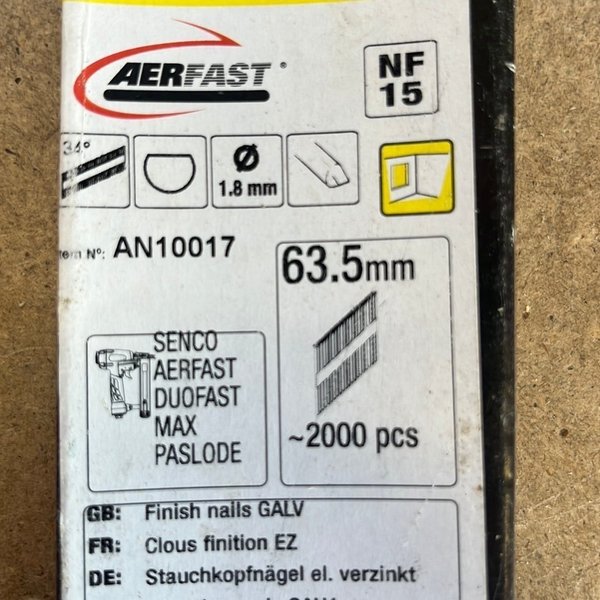 AERFAST®
NF
15
34°
Ø
1.8 mm
Nº: AN10017
63.5mm
SENCO
AERFAST
DUOFAST
MAX
PASLODE
~2000 pcs
GB: Finish nails GALV
FR: Clous finition EZ
DE: Stauchkopfnägel el. verzinkt